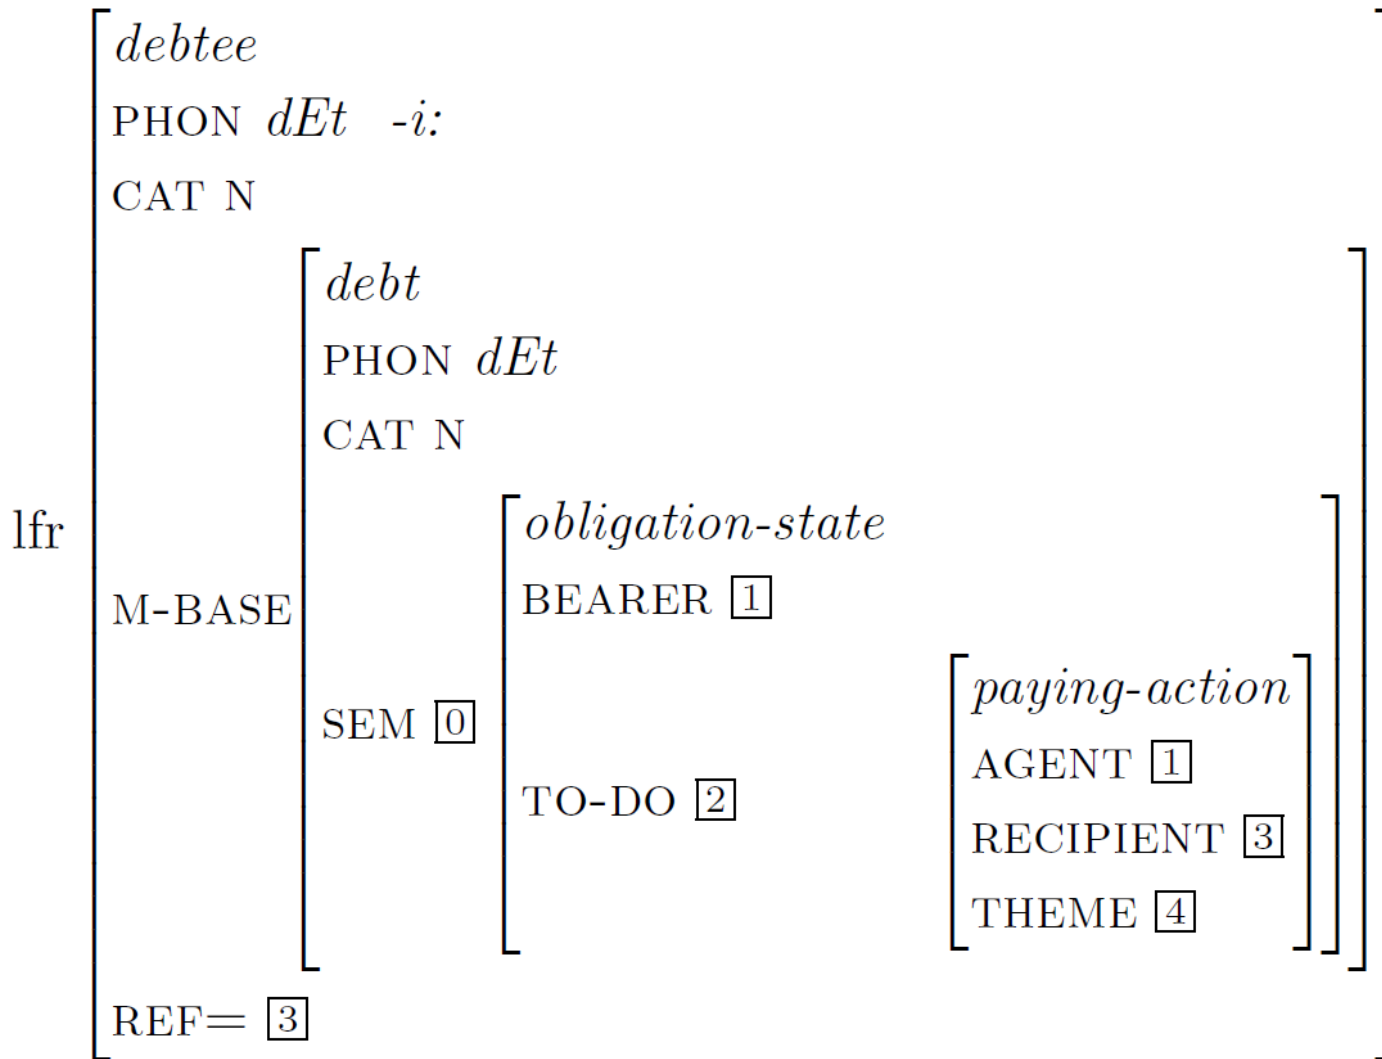 debtee
PHON dEt -i:
CAT N
debt
PHON dEt
CAT N
lfr
obligation-state
M-BASE
BEARER 1
paying-action
SEM 0
AGENT 1
TO-DO 2
RECIPIENT 3
THEME 4
REF= 3